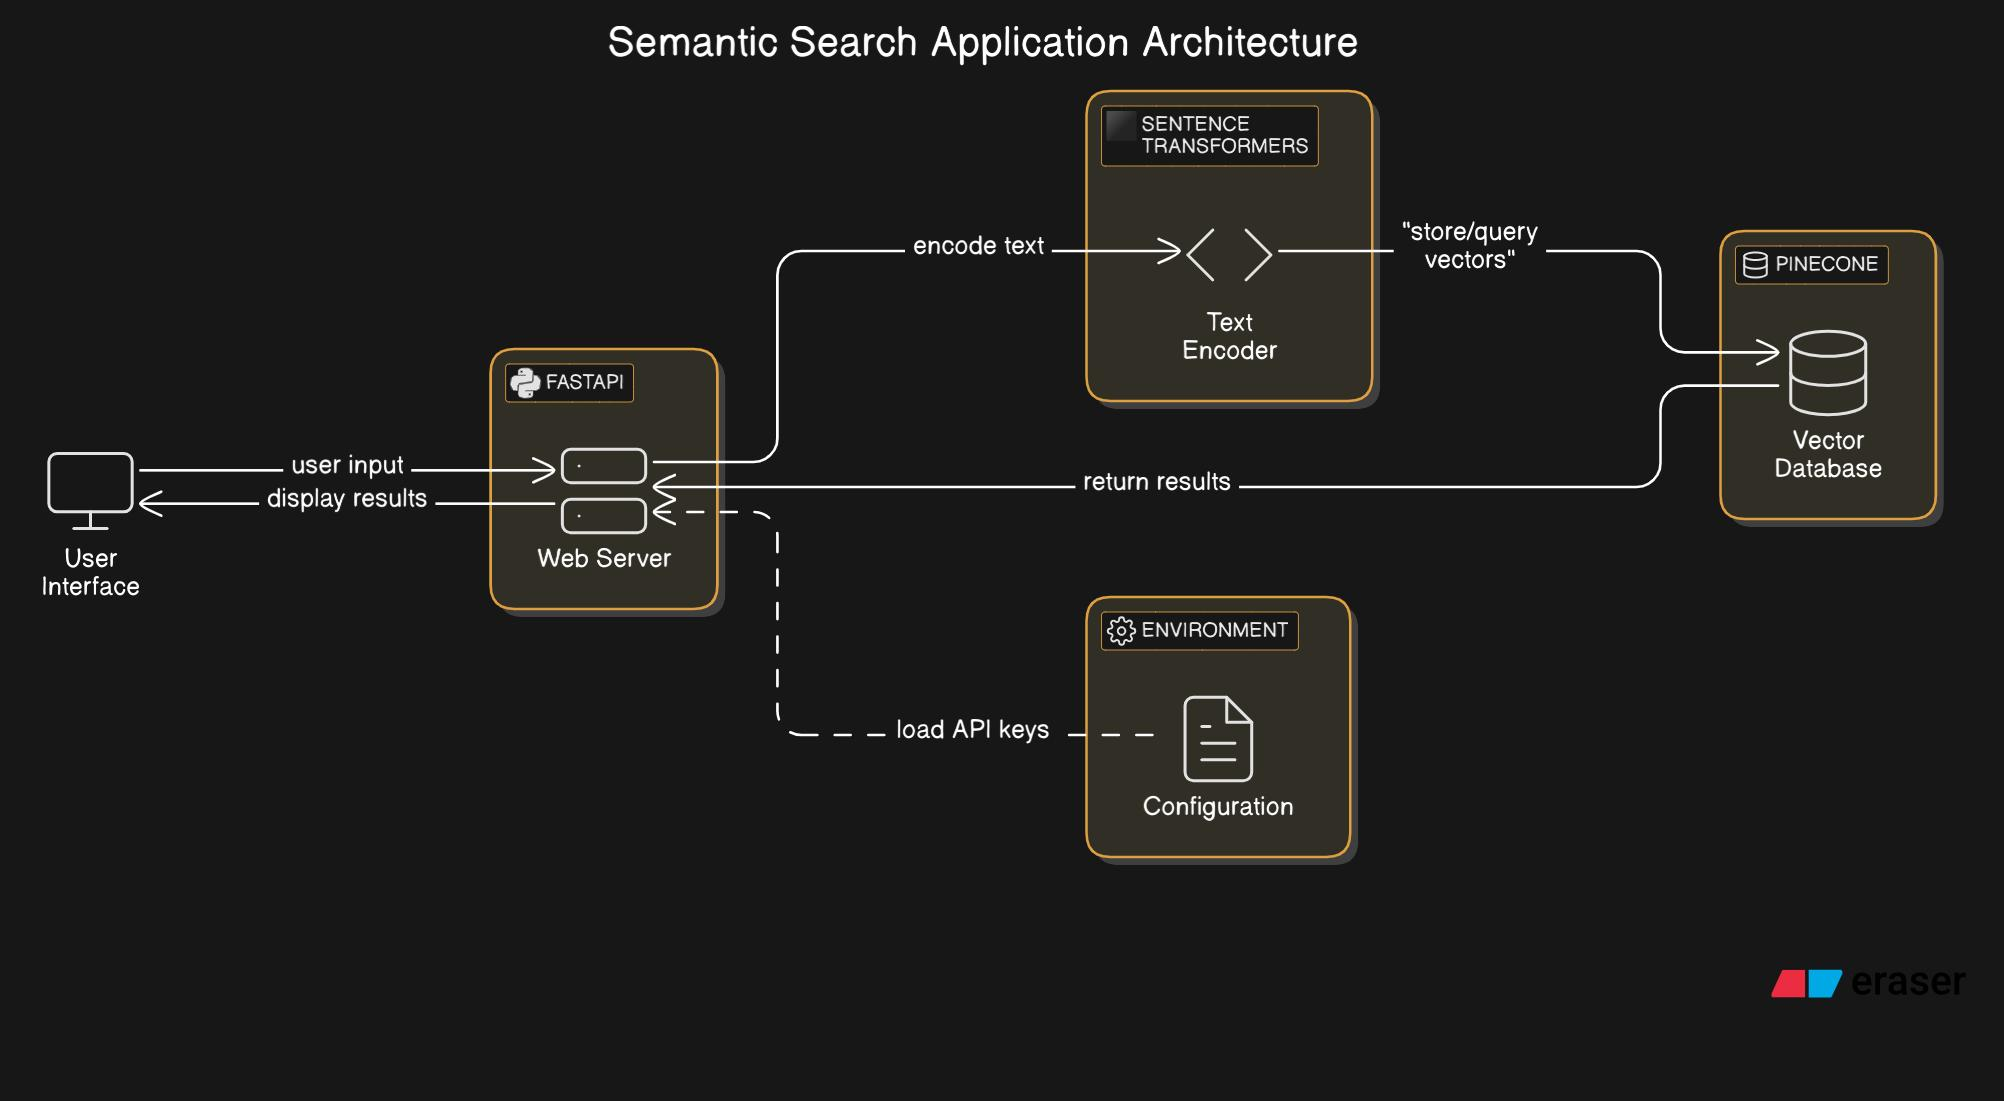 Semantic Search Application Architecture
SENTENCE
TRANSFORMERS
encode text
"store/query
vectors"
Text
Encoder
PINECONE
Vector
Database
FASTAPI
user input
display results
Web Server
User
Interface
return results
ENVIRONMENT
load API keys
Configuration
eraser